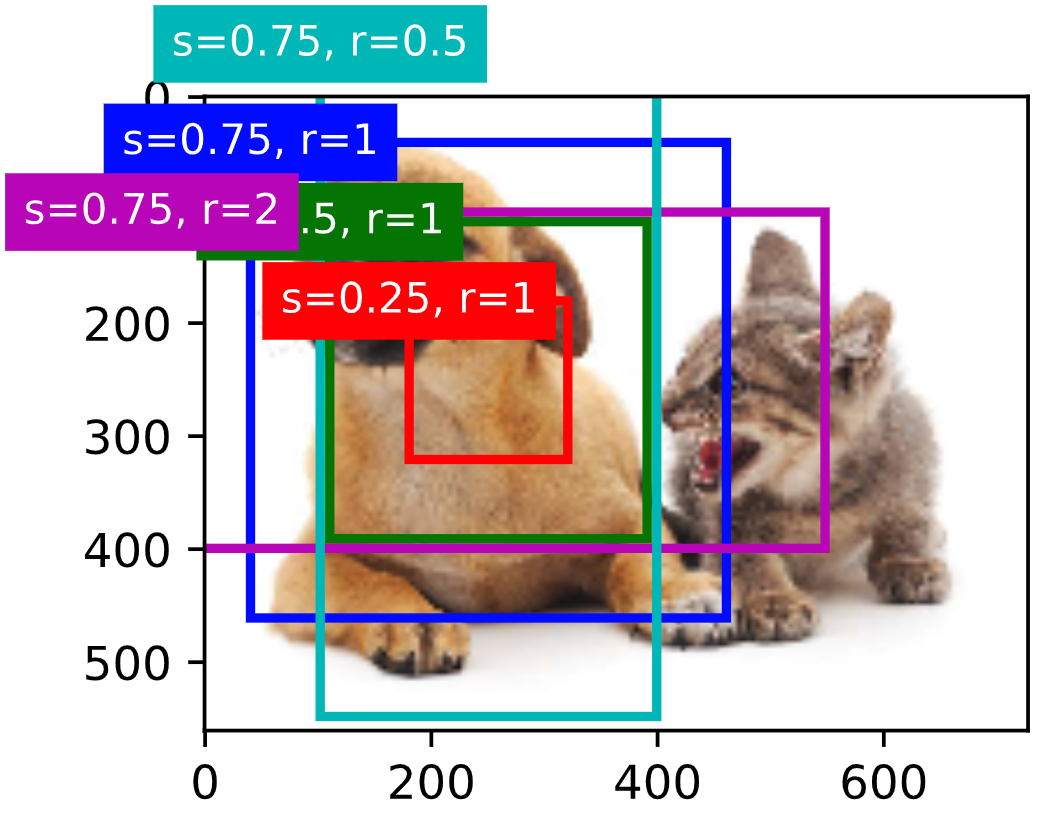 s=0.75, r=0.5
0
s=0.75, r=1
s=0.75, r=2
.5, r=1
s=0.25, r=1
200
300
400
500
0 200 400 600